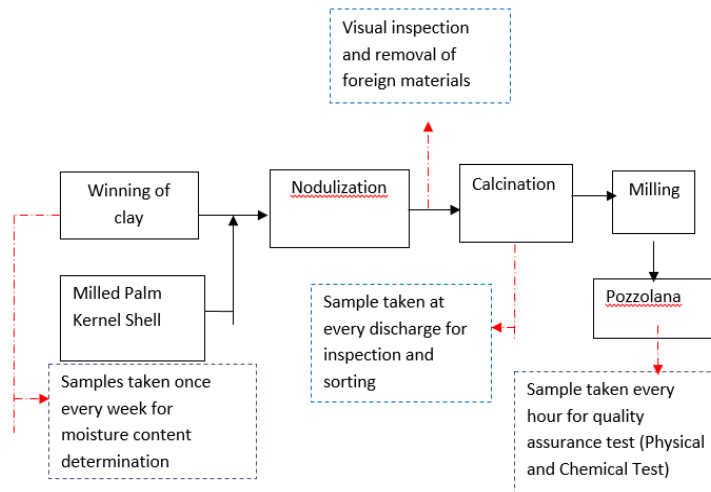 Visual inspection
and removal of
foreign materials
Winning of
clay
Nodulization
Calcination
Milling
Milled Palm
Kernel Shell
Sample taken at
every discharge for
inspection and
sorting
Pozzolana
Samples taken once
every week for
moisture content
determination
Sample taken every
hour for quality
assurance test (Physical
and Chemical Test)